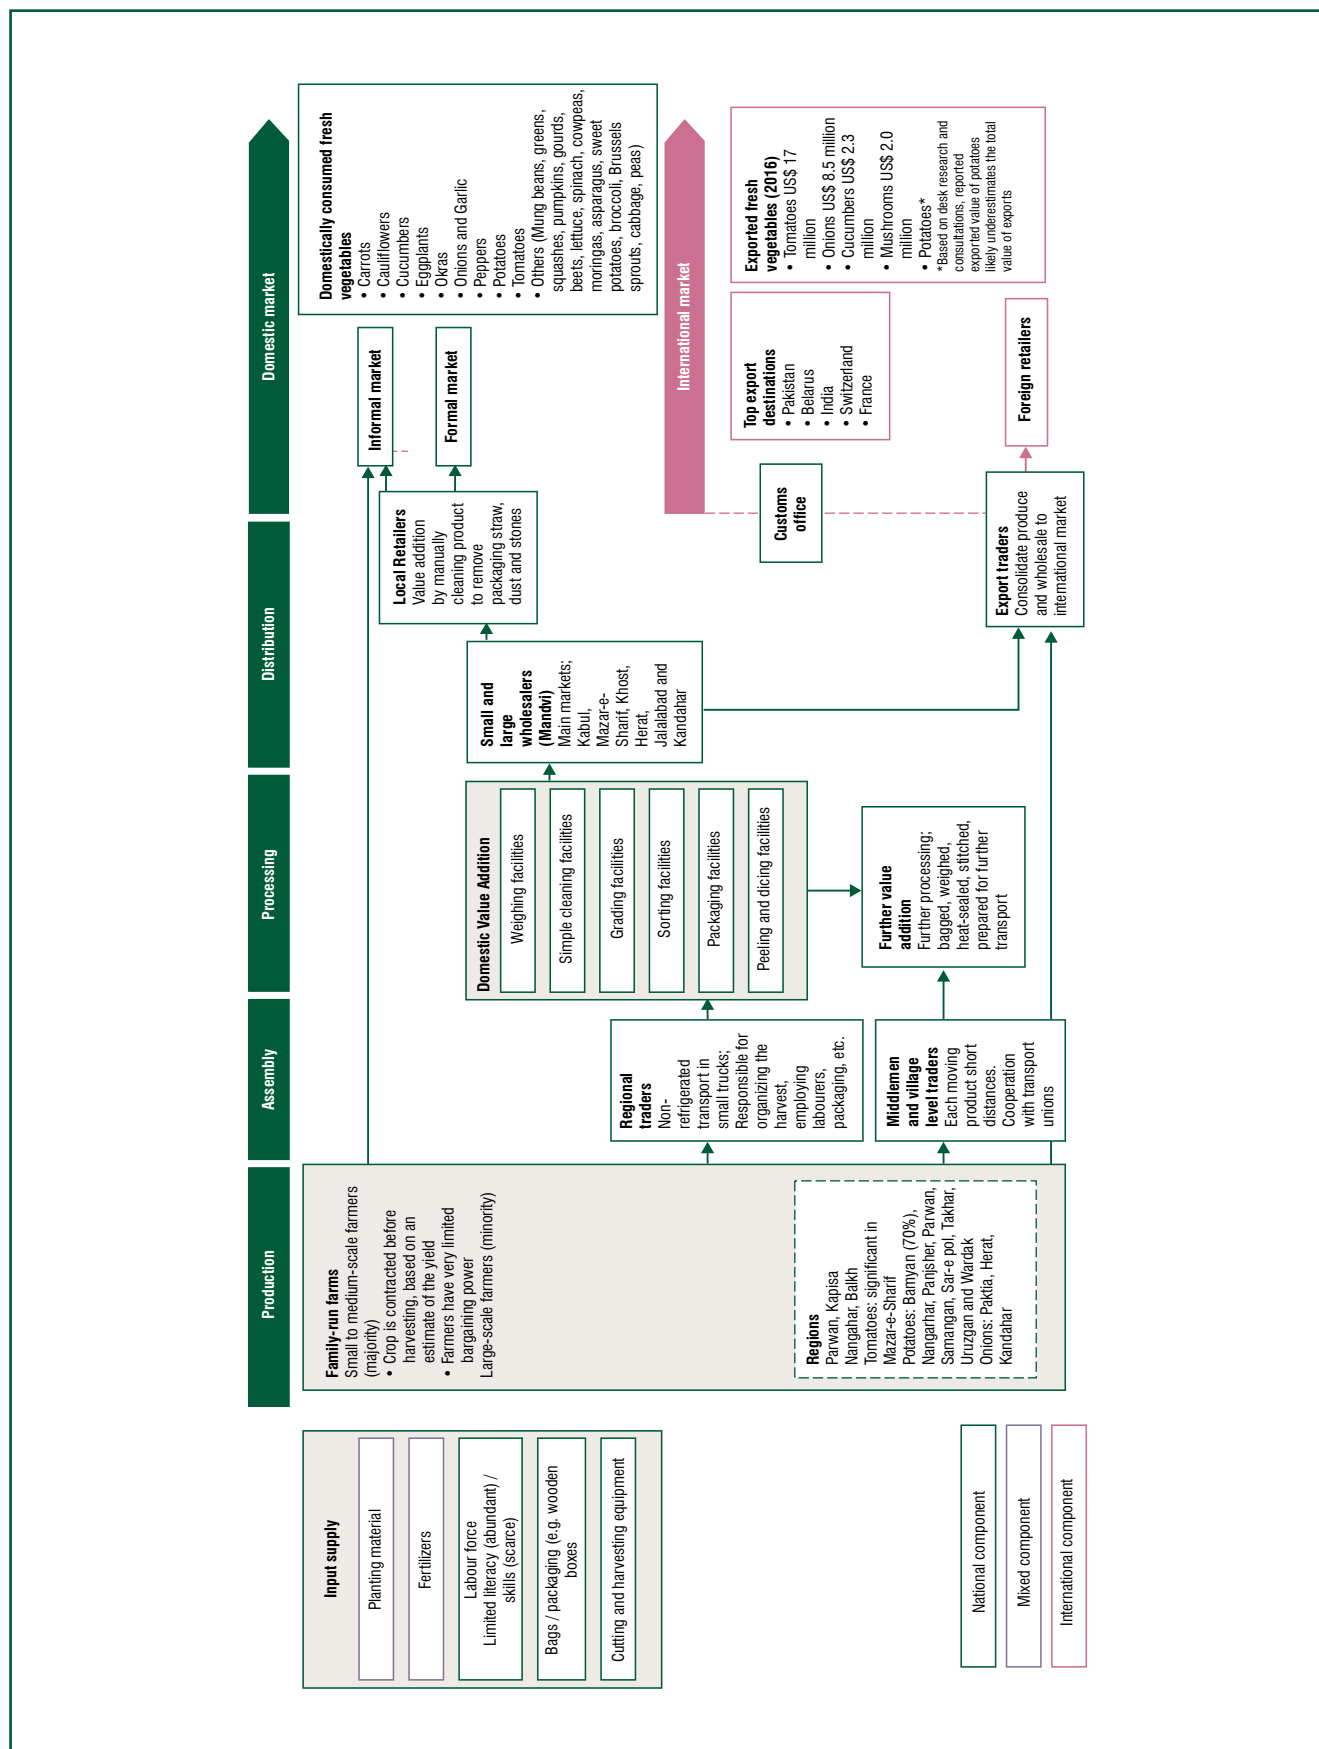 Production
Assembly
Processing
Distribution
Domestic market
Input supply
Planting material
Fertilizers
Labour force
Limited literacy (abundant) /
skills (scarce)
Bags / packaging (e.g. wooden
boxes
Cutting and harvesting equipment
Family-run farms
Small to medium-scale farmers
(majority)
• Crop is contracted before
harvesting, based on an
estimate of the yield
• Farmers have very limited
bargaining power
Large-scale farmers (minority)
Regions
Parwan, Kapisa
Nangahar, Balkh
Tomatoes: significant in
Mazar-e-Sharif
Potatoes: Bamyan (70%),
Nangarhar, Panjsher, Parwan,
Samangan, Sar-e pol, Takhar,
Uruzgan and Wardak
Onions: Paktia, Herat,
Kandahar
Regional
traders
Non-
refrigerated
transport in
small trucks;
Responsible for
organizing the
harvest,
employing
labourers,
packaging, etc.
Middlemen
and village
level traders
Each moving
product short
distances.
Cooperation
with transport
unions
Domestic Value Addition
Weighing facilities
Simple cleaning facilities
Grading facilities
Sorting facilities
Packaging facilities
Peeling and dicing facilities
Further value
addition
Further processing;
bagged, weighed,
heat-sealed, stitched,
prepared for further
transport
Small and
large
wholesalers
(Mandvi)
Main markets;
Kabul,
Mazar-e-
Sharif, Khost,
Herat,
Jalalabad and
Kandahar
Local Retailers
Value addition
by manually
cleaning product
to remove
packaging straw,
dust and stones
Export traders
Consolidate produce
and wholesale to
international market
Informal market
Formal market
Customs
office
Foreign retailers
Domestically consumed fresh
vegetables
• Carrots
• Cauliflowers
• Cucumbers
• Eggplants
• Okras
• Onions and Garlic
• Peppers
• Potatoes
• Tomatoes
• Others (Mung beans, greens,
squashes, pumpkins, gourds,
beets, lettuce, spinach, cowpeas,
moringas, asparagus, sweet
potatoes, broccoli, Brussels
sprouts, cabbage, peas)
International market
Top export
destinations
• Pakistan
• Belarus
• India
• Switzerland
• France
Exported fresh
vegetables (2016)
• Tomatoes US$ 17
million
• Onions US$ 8.5 million
• Cucumbers US$ 2.3
million
• Mushrooms US$ 2.0
million
• Potatoes*
*Based on desk research and
consultations, reported
exported value of potatoes
likely underestimates the total
value of exports
National component
Mixed component
International component